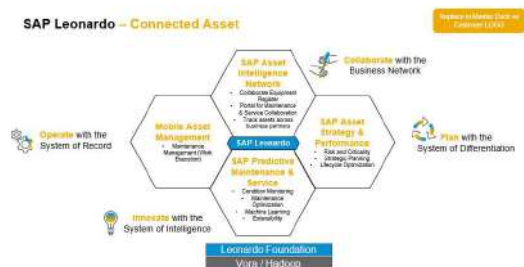 SAP Leonardo – Connected Asset
Replace in Master Deck w/
Customer LOGO
SAP Asset
Intelligence
Network
• Collaborate Equipment
Register
• Portal for Maintenance
& Service Collaboration
• Track assets across
business partners
Collaborate with the
Business Network
Operate with the
System of Record
Mobile Asset
Management
• Maintenance
Management (Work
Execution)
SAP Leonardo
SAP Asset
Strategy &
Performance
• Risk and Criticality
• Strategic Planning
• Lifecycle Optimization
Plan with the
System of Differentiation
SAP Predictive
Maintenance &
Service
• Condition Monitoring
• Maintenance
Optimization
• Machine Learning
• Extensibility
Innovate with the
System of Intelligence
Leonardo Foundation
Vora / Hadoop